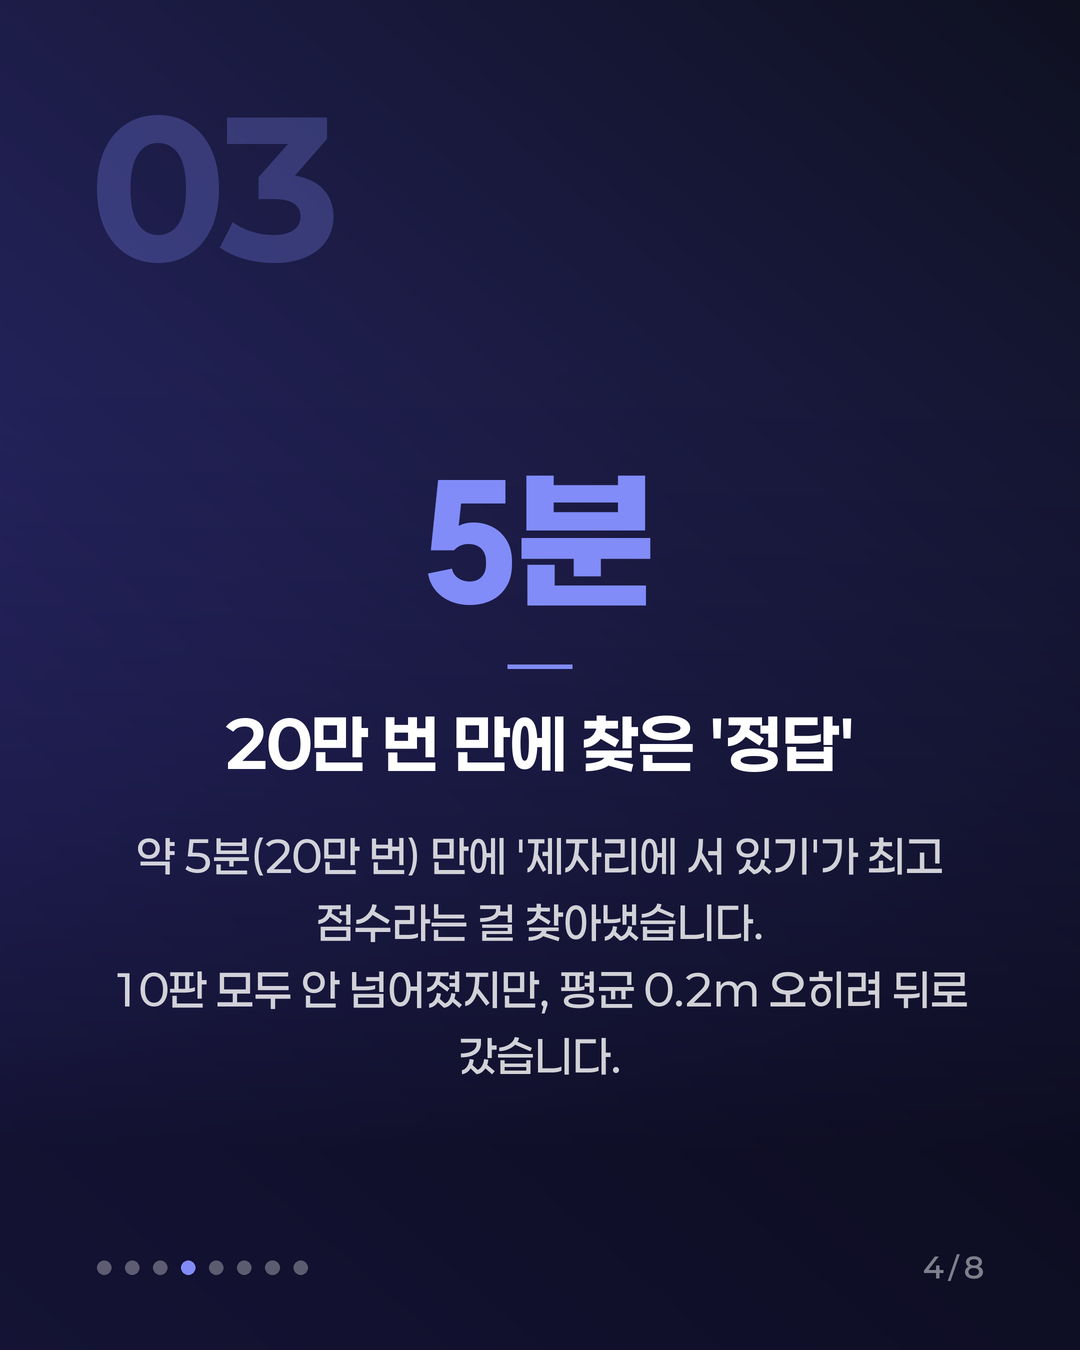 03
5분
20만 번 만에 찾은 '정답'
약 5분(20만 번) 만에 '제자리에 서 있기'가 최고
점수라는 걸 찾아냈습니다.
10판 모두 안 넘어졌지만, 평균 0.2m 오히려 뒤로
갔습니다.
4/8